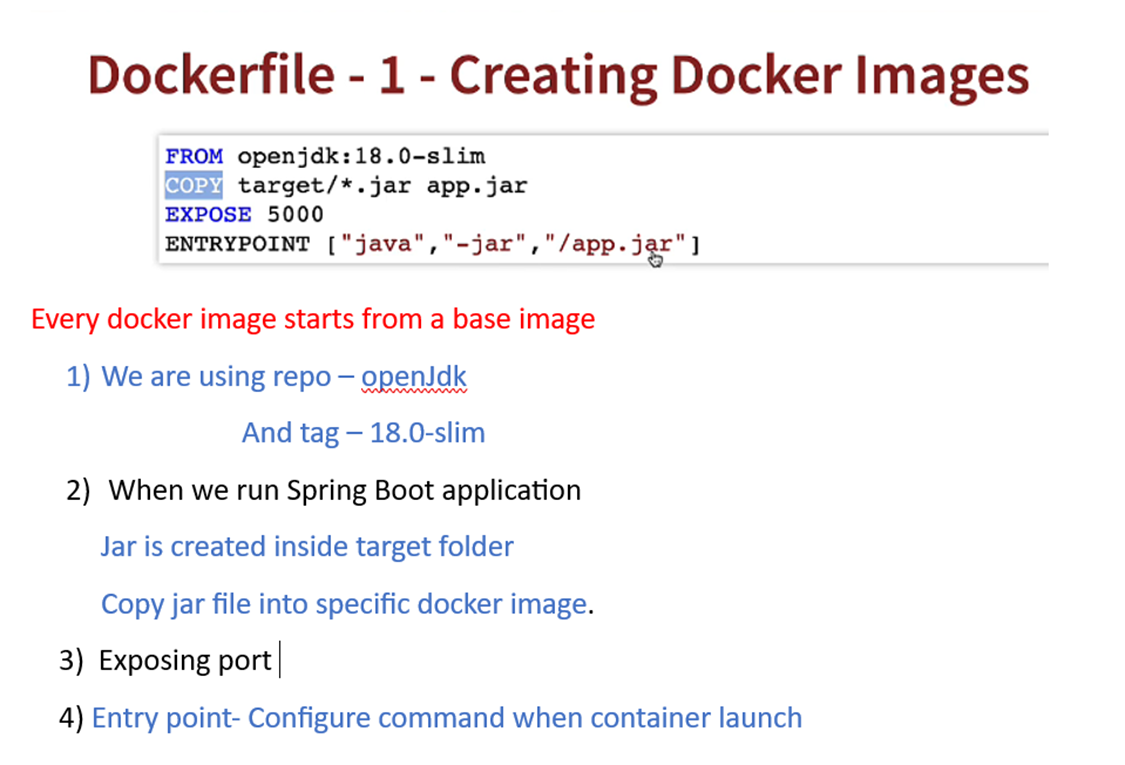 Dockerfile - 1 - Creating Docker Images
FROM openjdk:18.0-slim
COPY target/*.jar app.jar
EXPOSE 5000
ENTRYPOINT ["java","-jar","/app.jar"]
Every docker image starts from a base image
1) We are using repo – openJdk
And tag – 18.0-slim
2) When we run Spring Boot application
Jar is created inside target folder
Copy jar file into specific docker image.
3) Exposing port
4) Entry point- Configure command when container launch